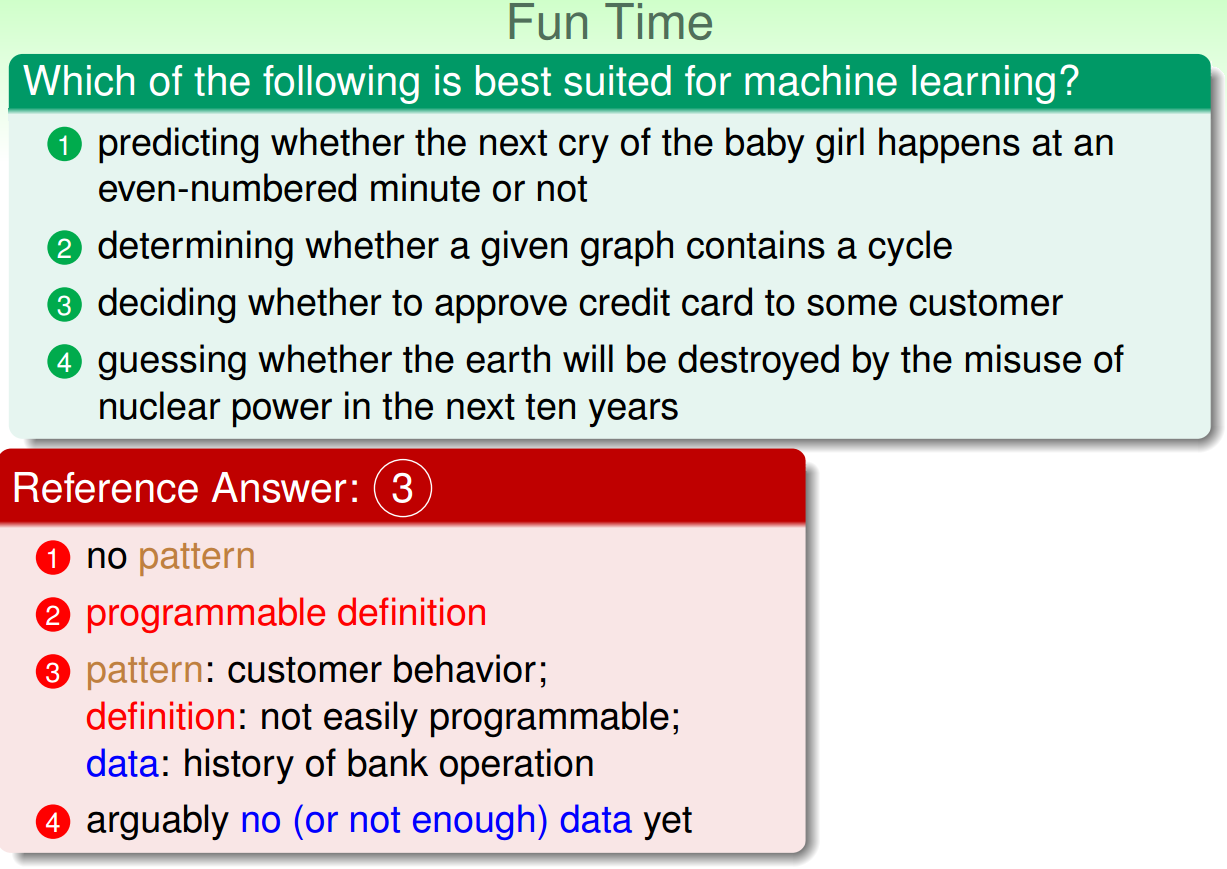 Fun Time
Which of the following is best suited for machine learning?
1 predicting whether the next cry of the baby girl happens at an
even-numbered minute or not
2 determining whether a given graph contains a cycle
3 deciding whether to approve credit card to some customer
4 guessing whether the earth will be destroyed by the misuse of
nuclear power in the next ten years
Reference Answer: 3
1 no pattern
2 programmable definition
3 pattern: customer behavior;
definition: not easily programmable;
data: history of bank operation
4 arguably no (or not enough) data yet